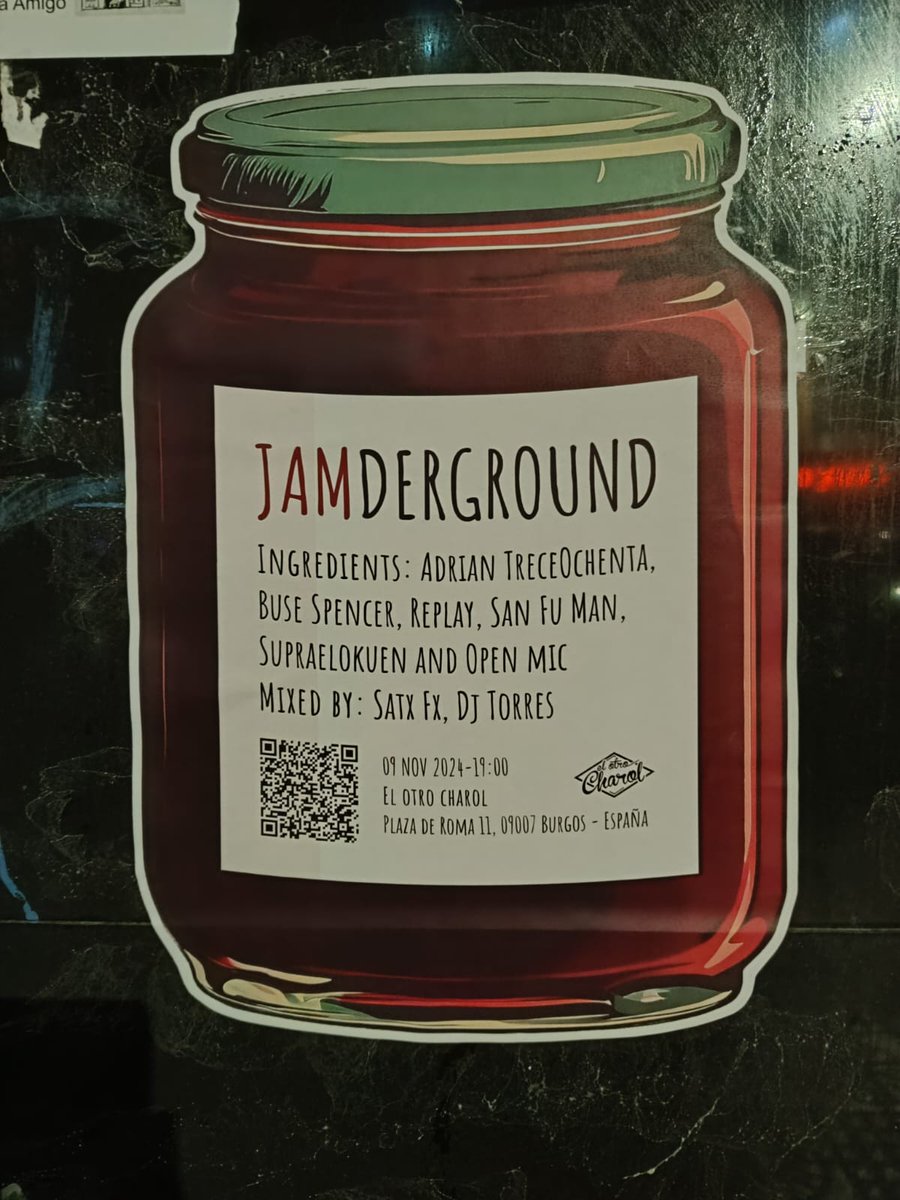 a Amigo
JAMDERGROUND
Ingredients: Adrian TreceOchenta,
Buse Spencer, Replay, San Fu Man,
Supraelokuen and Open mic
Mixed by: Satx Fx, Dj Torres
09 NOV 2024-19:00
El otro charol
Plaza de Roma 11, 09007 Burgos - España
el otro
Charol